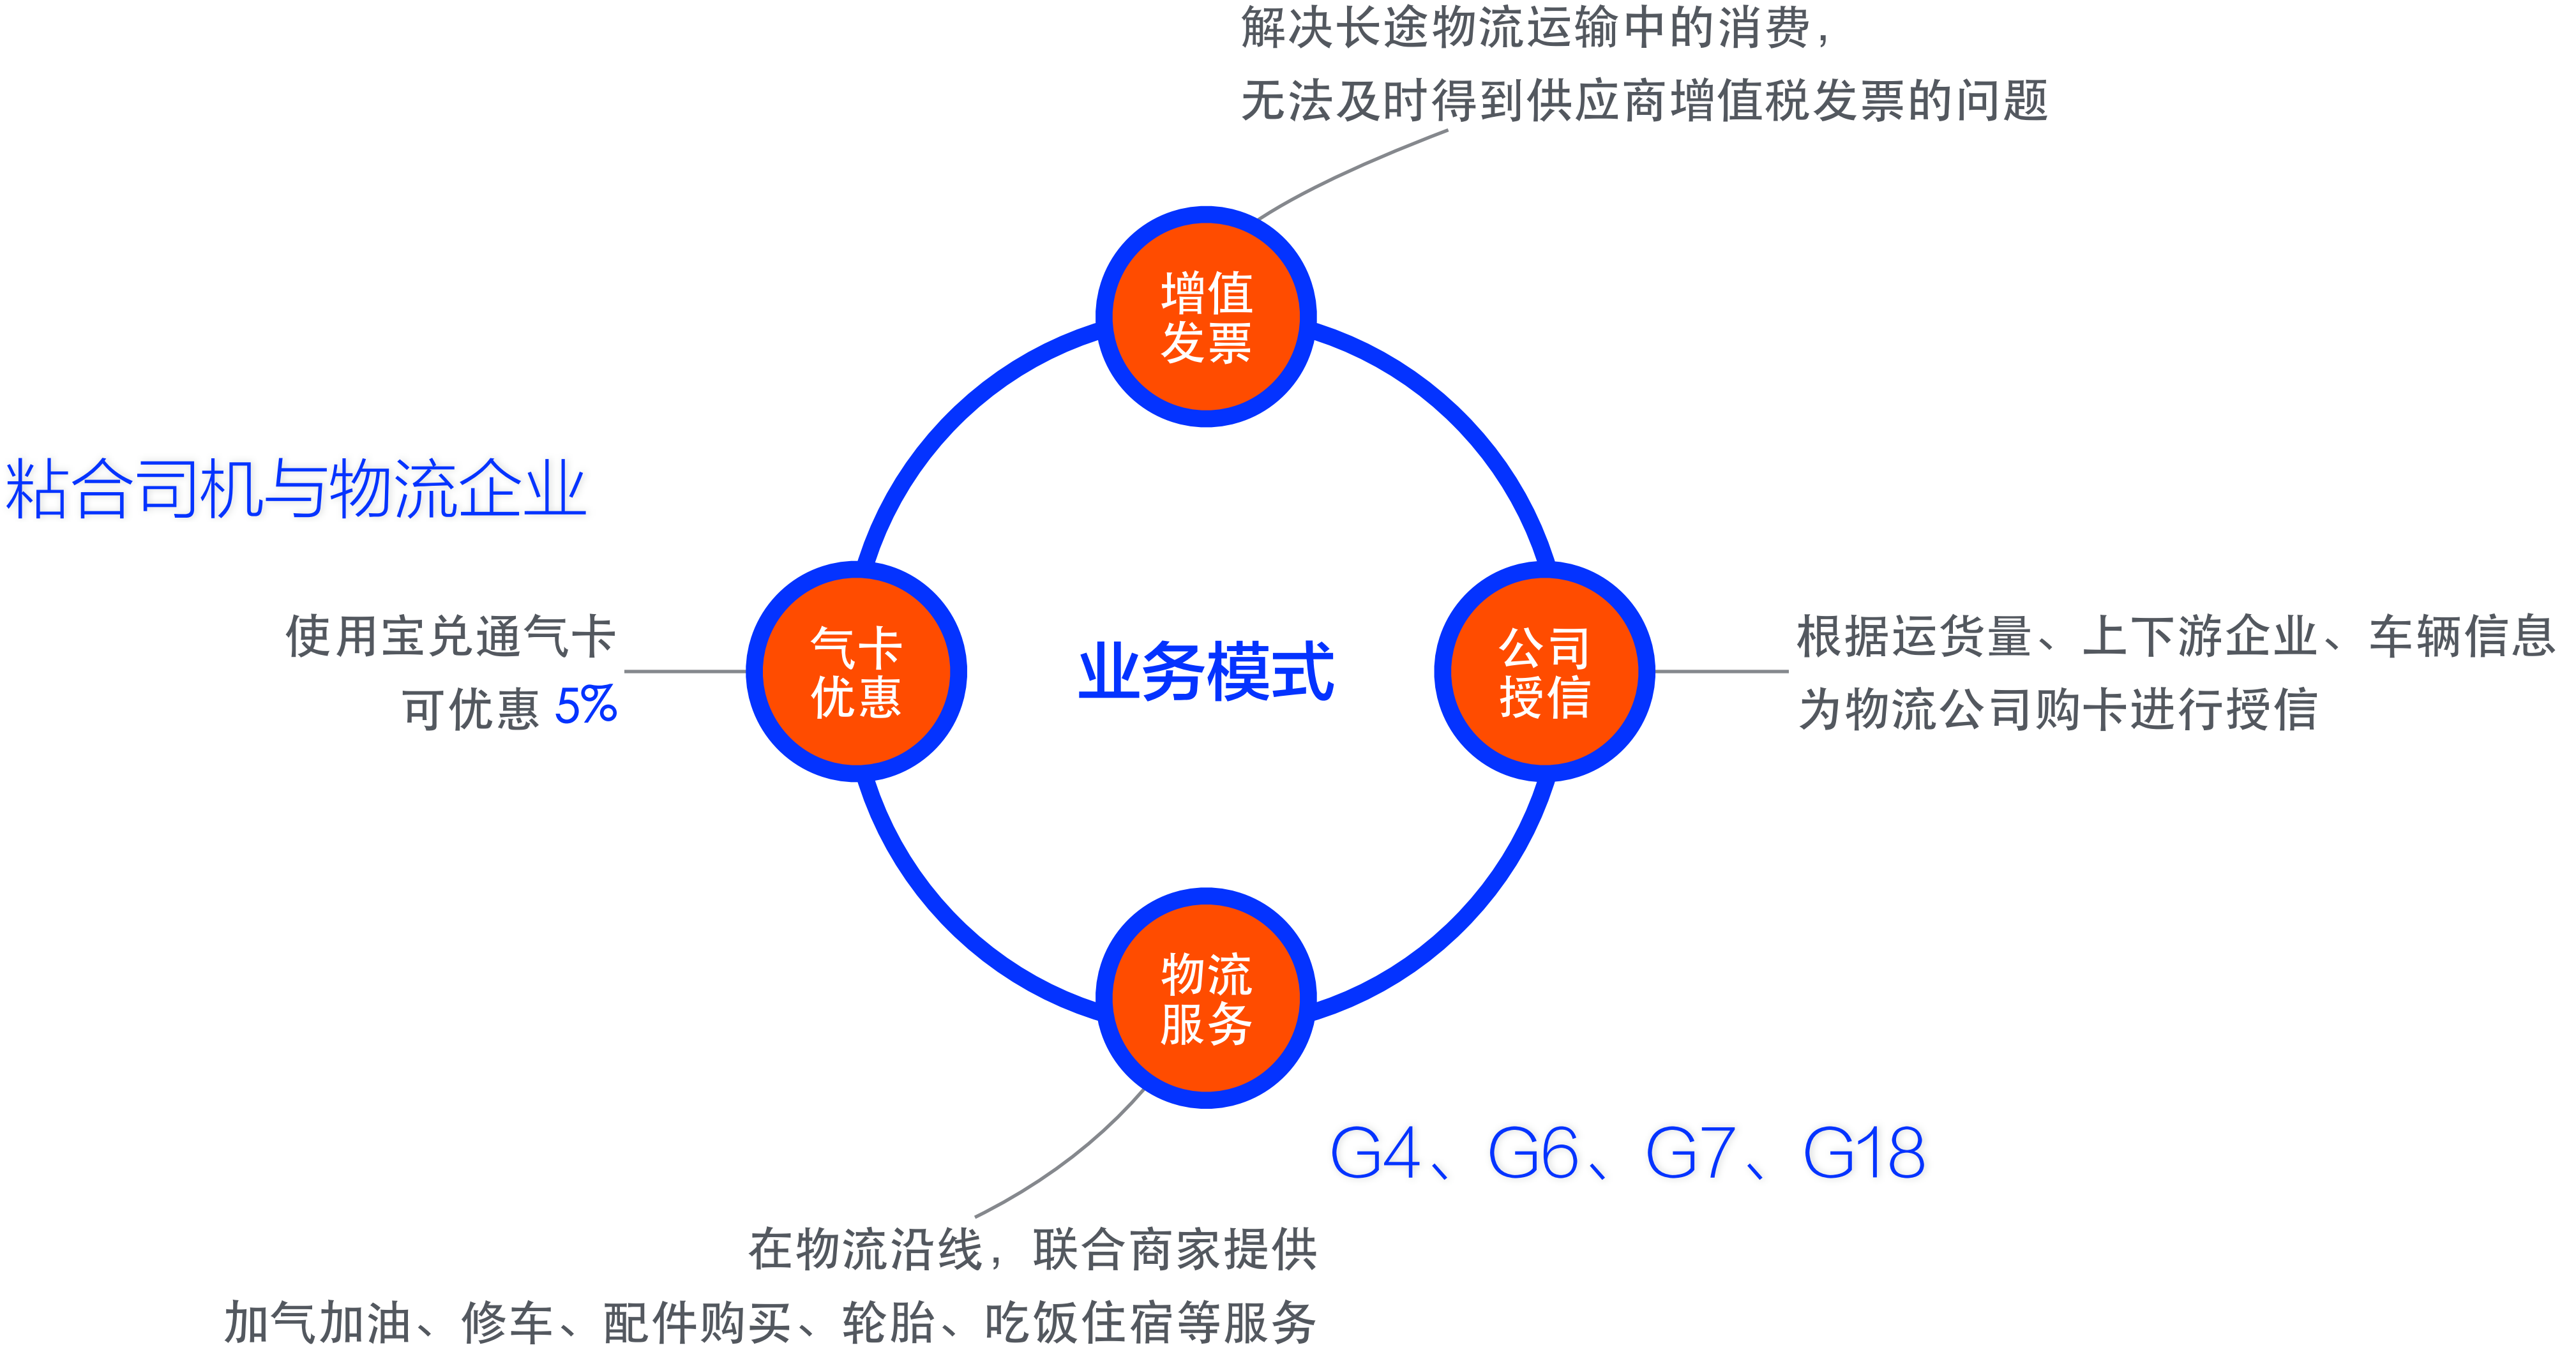 解决长途物流运输中的消费，
无法及时得到供应商增值税发票的问题
增值
发票
粘合司机与物流企业
使用宝兑通气卡
可优惠 5%
气卡
优惠
业务模式
公司
授信
根据运货量、上下游企业、车辆信息
为物流公司购卡进行授信
物流
服务
G4、G6、G7、G18
在物流沿线，联合商家提供
加气加油、修车、配件购买、轮胎、吃饭住宿等服务